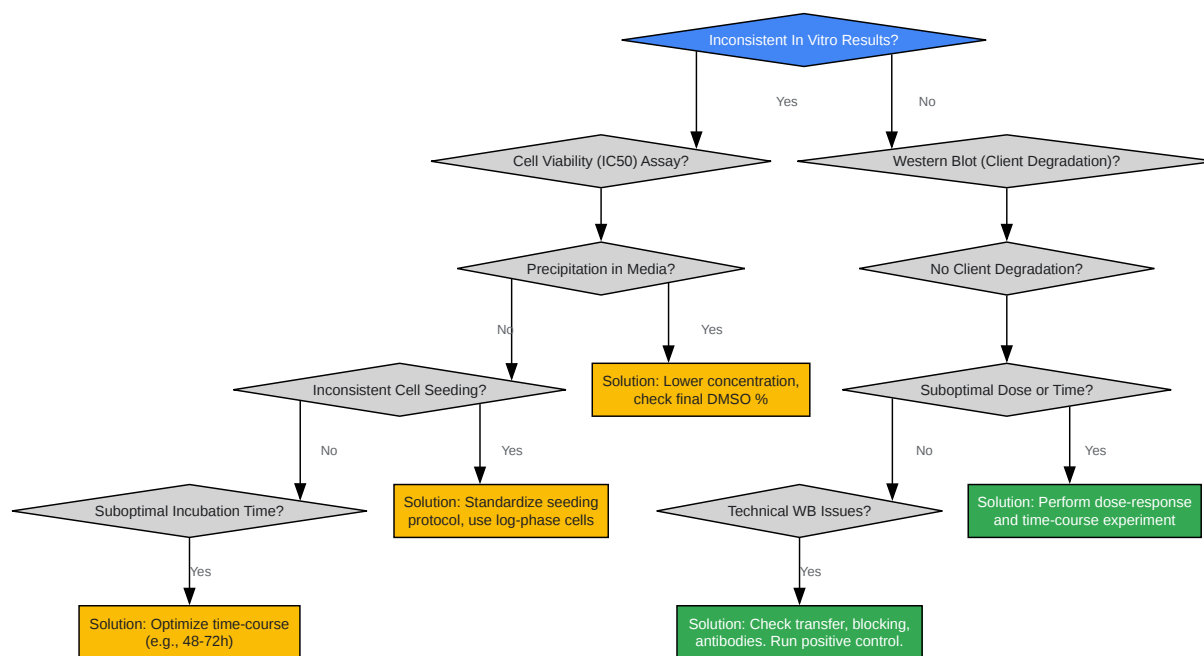 Inconsistent In Vitro Results?
Yes
No
Cell Viability (IC50) Assay?
Western Blot (Client Degradation)?
Precipitation in Media?
No Client Degradation?
No
Yes
Inconsistent Cell Seeding?
Solution: Lower concentration,
check final DMSO %
Suboptimal Dose or Time?
No
Yes
No
Yes
Suboptimal Incubation Time?
Solution: Standardize seeding
protocol, use log-phase cells
Technical WB Issues?
Solution: Perform dose-response
and time-course experiment
Yes
Yes
Solution: Optimize time-course
(e.g., 48-72h)
Solution: Check transfer, blocking,
antibodies. Run positive control.